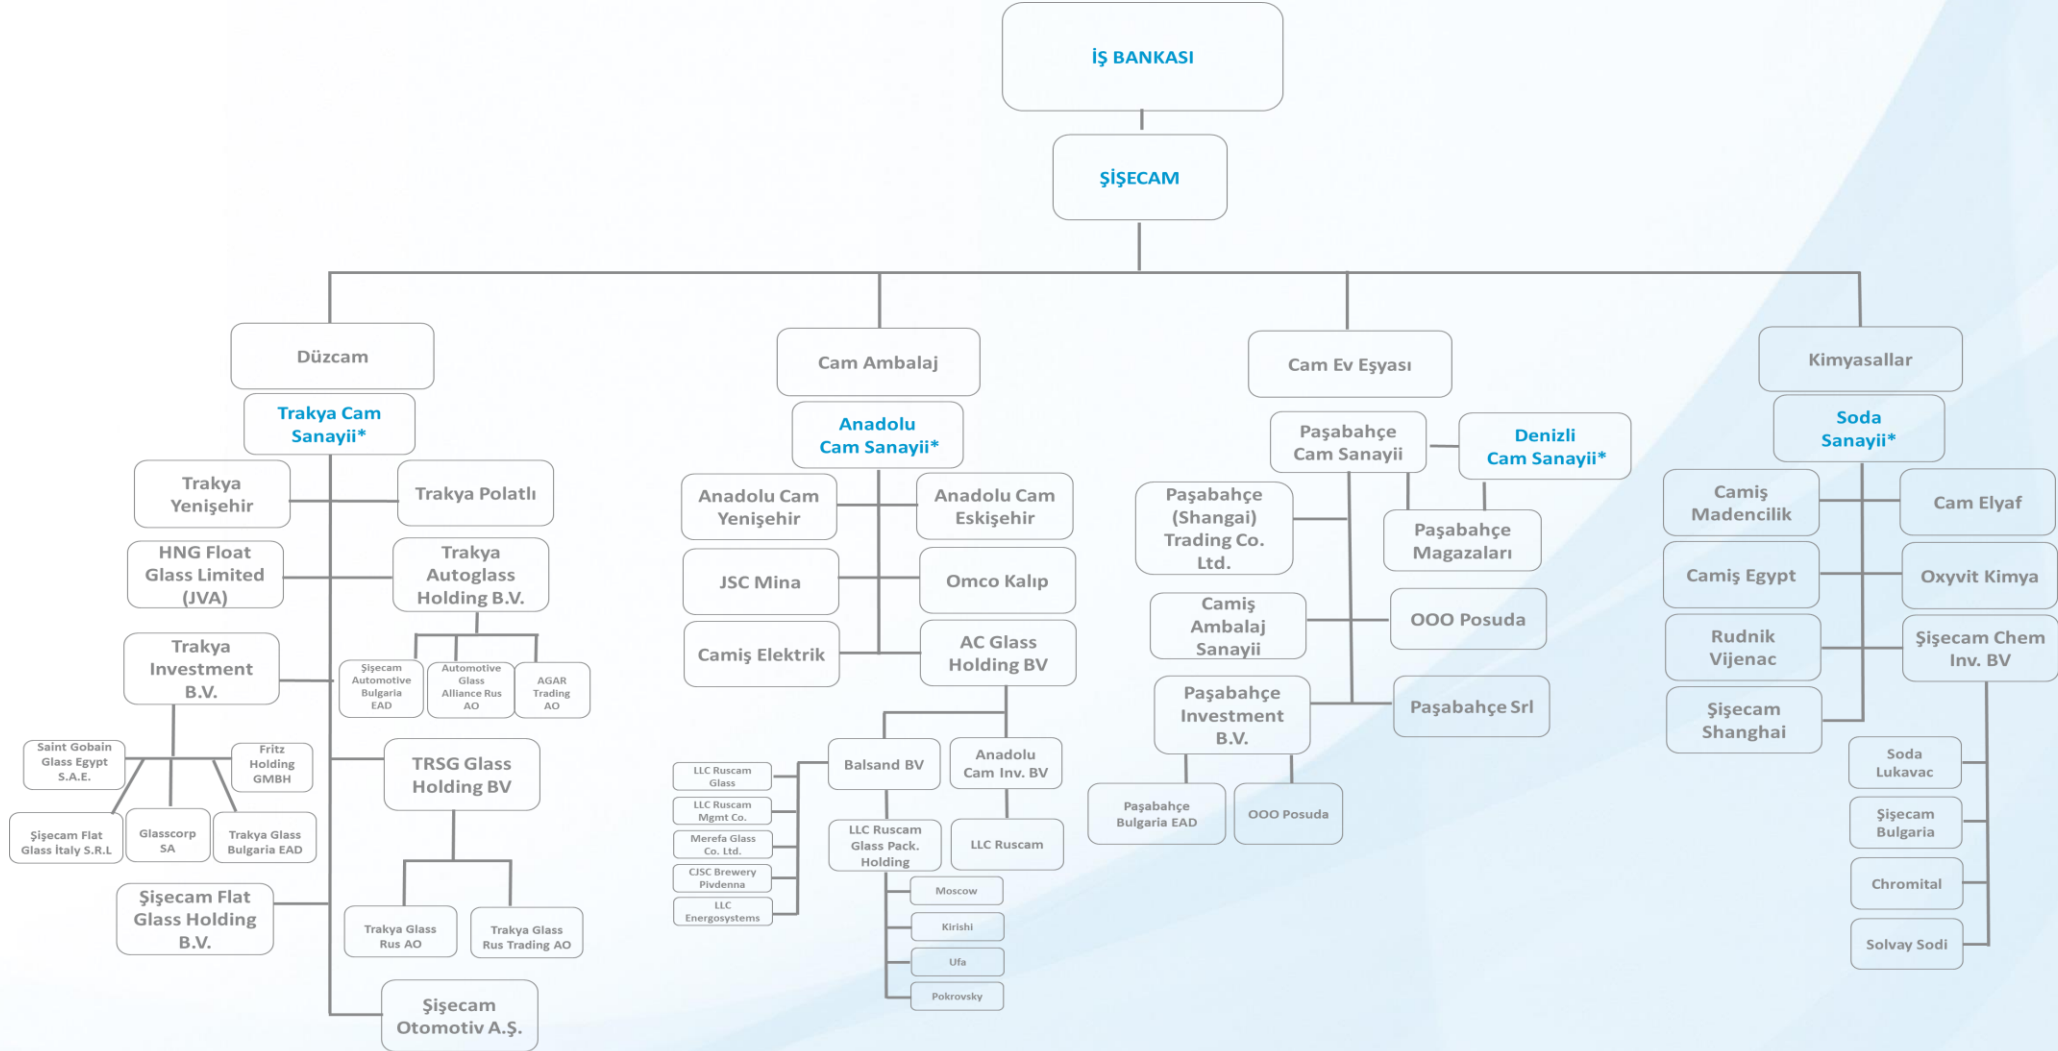 İŞ BANKASI
ŞİŞECAM
Düzcam
Trakya Cam
Sanayii*
Trakya
Yenişehir
Trakya Polatlı
HNG Float
Glass Limited
(JVA)
Trakya
Autoglass
Holding B.V.
Şişecam
Automotive
Bulgaria
EAD
Automotive
Glass
Alliance Rus
AO
AGAR
Trading
AO
Trakya
Investment
B.V.
Saint Gobain
Glass Egypt
S.A.E.
Fritz
Holding
GMBH
Şişecam Flat
Glass İtaly S.R.L
Glasscorp
SA
Trakya Glass
Bulgaria EAD
TRSG Glass
Holding BV
Trakya Glass
Rus AO
Trakya Glass
Rus Trading AO
Şişecam Flat
Glass Holding
B.V.
Şişecam
Otomotiv A.Ş.
Cam Ambalaj
Anadolu
Cam Sanayii*
Anadolu Cam
Yenişehir
Anadolu Cam
Eskişehir
JSC Mina
Omco Kalıp
Camiş Elektrik
AC Glass
Holding BV
Balsand BV
Anadolu
Cam Inv. BV
LLC Ruscam
Glass
LLC Ruscam
Mgmt Co.
Merefa Glass
Co. Ltd.
CJSC Brewery
Pivdenna
LLC
Energosystems
LLC Ruscam
Glass Pack.
Holding
LLC Ruscam
Moscow
Kirishi
Ufa
Pokrovsky
Cam Ev Eşyası
Paşabahçe
Cam Sanayii
Denizli
Cam Sanayii*
Paşabahçe
(Shangai)
Trading Co.
Ltd.
Paşabahçe
Magazaları
Camiş
Ambalaj
Sanayii
OOO Posuda
Paşabahçe
Investment
B.V.
Paşabahçe Srl
Paşabahçe
Bulgaria EAD
OOO Posuda
Kimyasallar
Soda
Sanayii*
Camiş
Madencilik
Cam Elyaf
Camiş Egypt
Oxyvit Kimya
Rudnik
Vijenac
Şişecam Chem
Inv. BV
Şişecam
Shanghai
Soda
Lukavac
Şişecam
Bulgaria
Chromital
Solvay Sodi